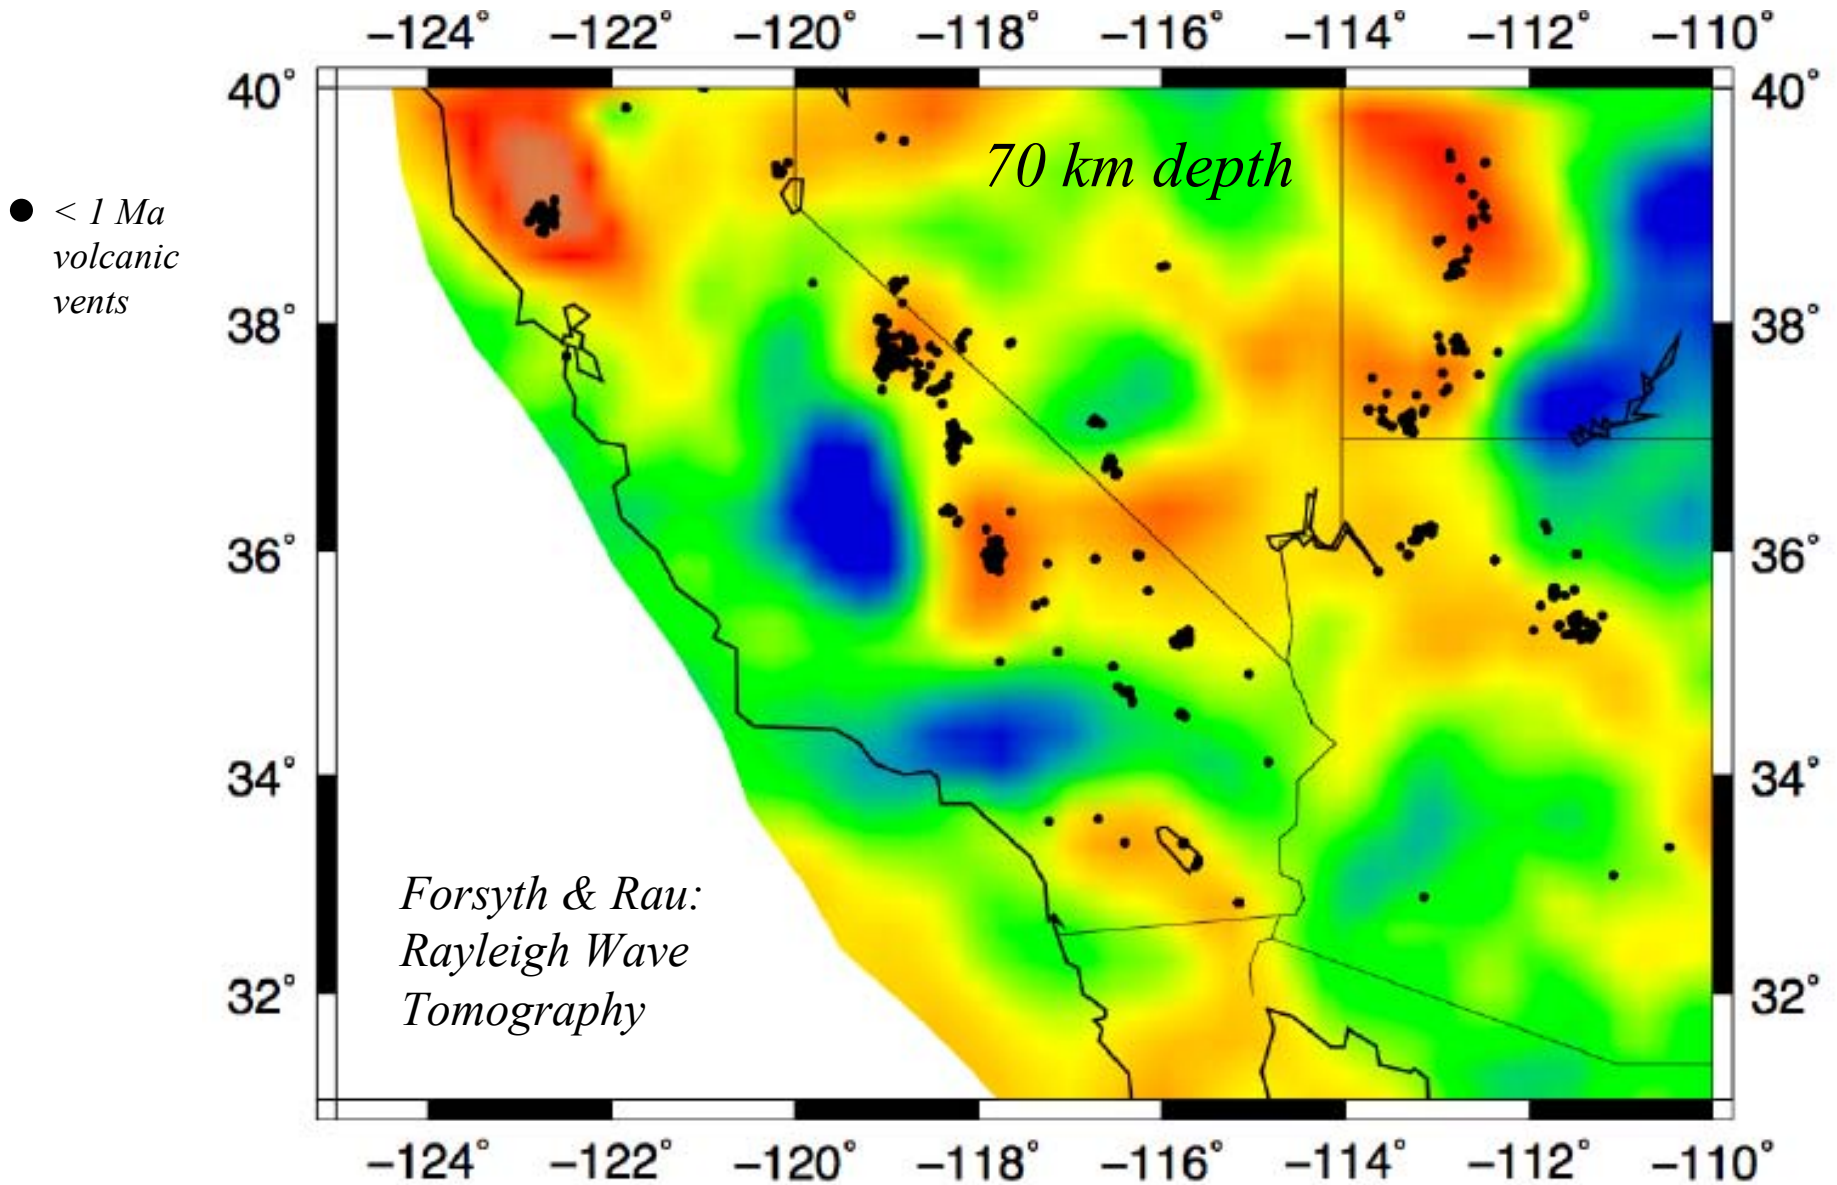 −124° −122° −120° −118° −116° −114° −112° −110°
40° 40°
70 km depth
< 1 Ma
volcanic
vents
38° 38°
36° 36°
34° 34°
Forsyth & Rau:
Rayleigh Wave
Tomography
32° 32°
−124° −122° −120° −118° −116° −114° −112° −110°